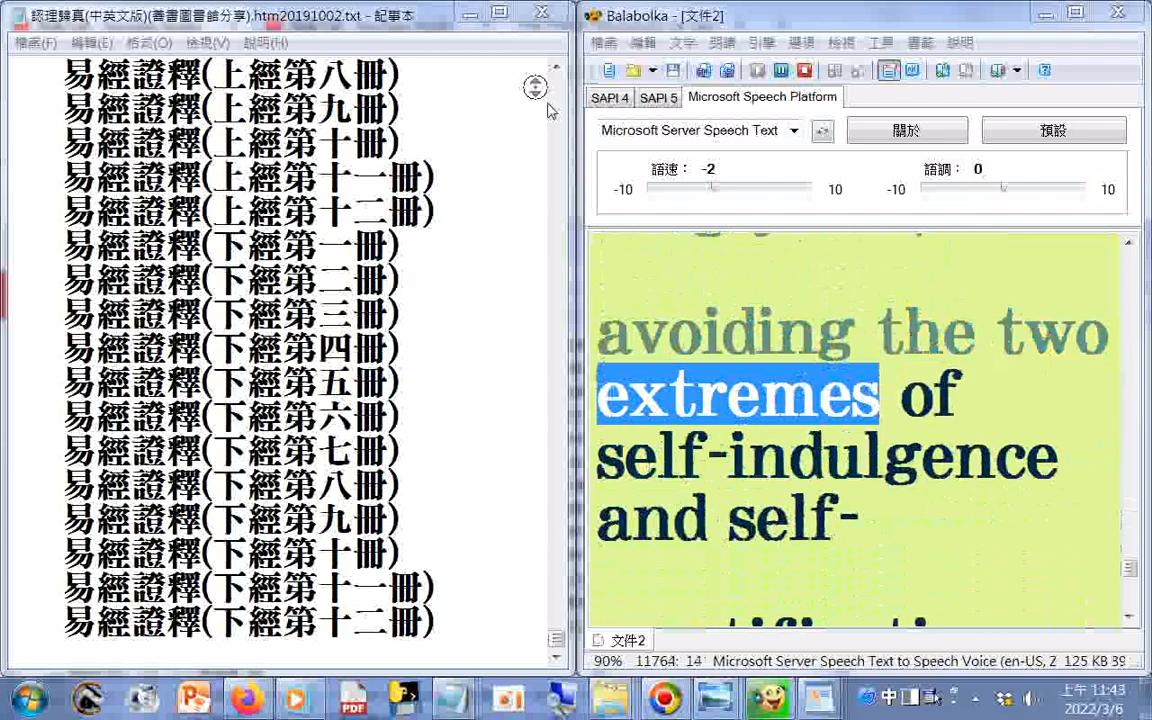 認理歸真(中英文版)(善書圖書館分享).htm20191002.txt - 記事本
檔案(F) 編輯(E) 格式(O) 檢視(V) 說明(H)
易經證釋(上經第八冊)
易經證釋(上經第九冊)
易經證釋(上經第十冊)
易經證釋(上經第十一冊)
易經證釋(上經第十二冊)
易經證釋(下經第一冊)
易經證釋(下經第二冊)
易經證釋(下經第三冊)
易經證釋(下經第四冊)
易經證釋(下經第五冊)
易經證釋(下經第六冊)
易經證釋(下經第七冊)
易經證釋(下經第八冊)
易經證釋(下經第九冊)
易經證釋(下經第十冊)
易經證釋(下經第十一冊)
易經證釋(下經第十二冊)
Balabolka - [文件2]
檔案 編輯 文字 朗讀 引擎 選項 檢視 工具 書籤 說明
SAPI 4 SAPI 5 Microsoft Speech Platform
Microsoft Server Speech Text 關於 預設
語速： -2 語調： 0
-10 10 -10 10
avoiding the two
extremes of
self-indulgence
and self-
文件2
90% 11764: 14 Microsoft Server Speech Text to Speech Voice (en-US, Z 125 KB 39
PDF 中 上午 11:43
2022/3/6